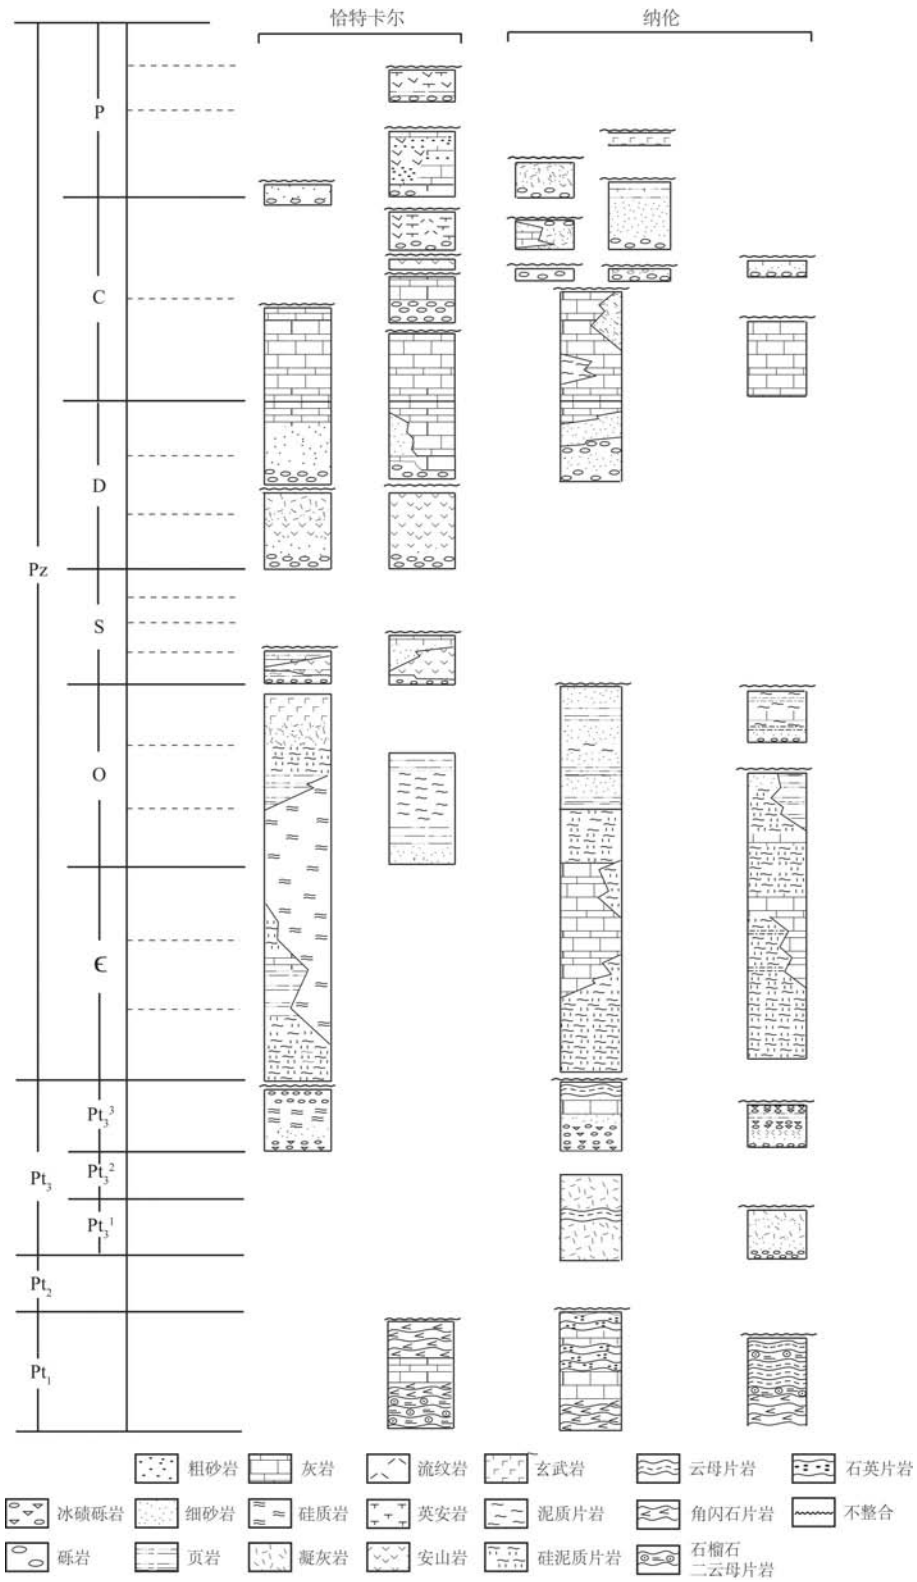 恰特卡尔 纳伦
P
C
D
Pz
S
O
Є
Pt₃³
Pt₃²
Pt₃
Pt₃¹
Pt₂
Pt₁
粗砂岩 灰岩 流纹岩 玄武岩 云母片岩 石英片岩
冰碛砾岩 细砂岩 硅质岩 英安岩 泥质片岩 角闪石片岩 不整合
砾岩 页岩 凝灰岩 安山岩 硅泥质片岩 石榴石
二云母片岩